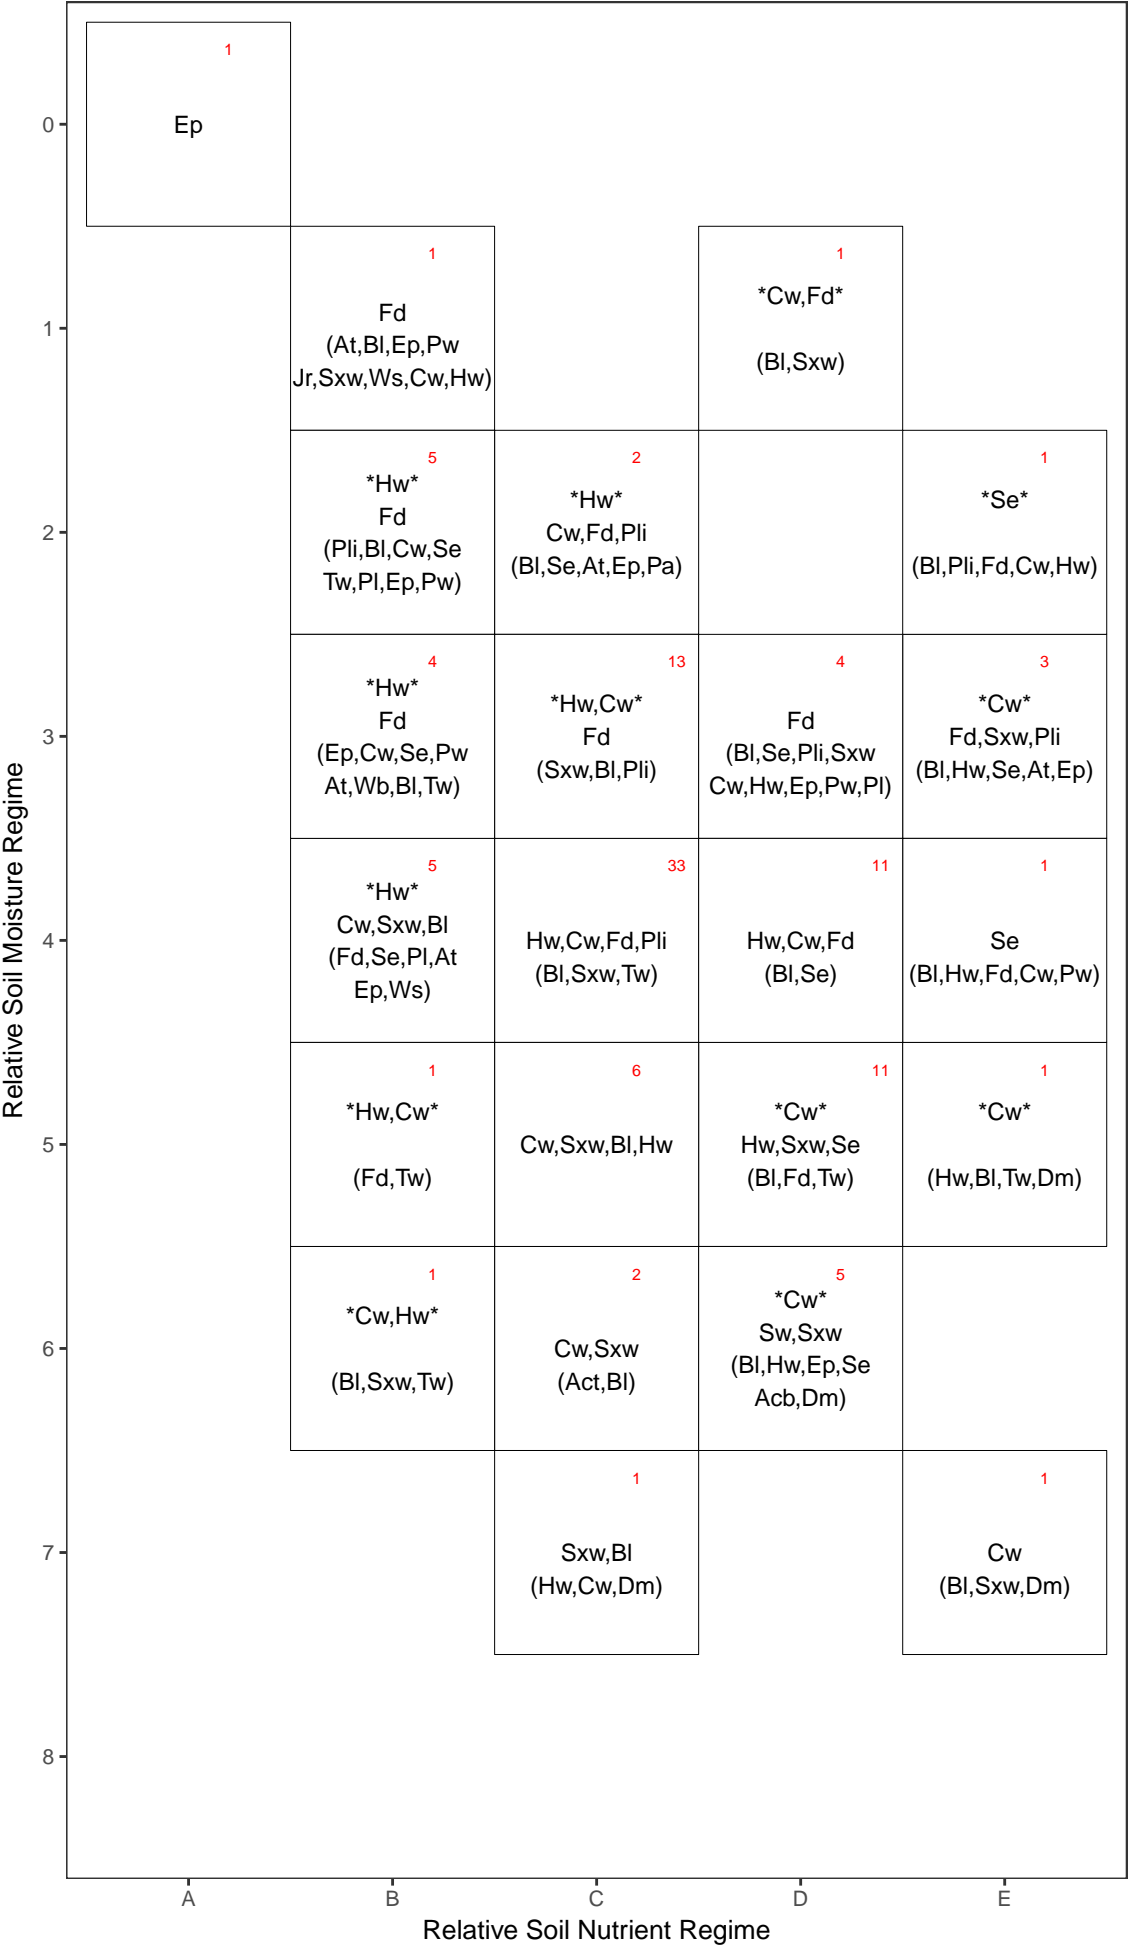 1
Ep
0
1
Fd
(At,Bl,Ep,Pw
Jr,Sxw,Ws,Cw,Hw)
1
*Cw,Fd*
(Bl,Sxw)
1
5
*Hw*
Fd
(Pli,Bl,Cw,Se
Tw,Pl,Ep,Pw)
2
*Hw*
Cw,Fd,Pli
(Bl,Se,At,Ep,Pa)
1
*Se*
(Bl,Pli,Fd,Cw,Hw)
2
4
*Hw*
Fd
(Ep,Cw,Se,Pw
At,Wb,Bl,Tw)
13
*Hw,Cw*
Fd
(Sxw,Bl,Pli)
4
Fd
(Bl,Se,Pli,Sxw
Cw,Hw,Ep,Pw,Pl)
3
*Cw*
Fd,Sxw,Pli
(Bl,Hw,Se,At,Ep)
3
5
*Hw*
Cw,Sxw,Bl
(Fd,Se,Pl,At
Ep,Ws)
33
Hw,Cw,Fd,Pli
(Bl,Sxw,Tw)
11
Hw,Cw,Fd
(Bl,Se)
1
Se
(Bl,Hw,Fd,Cw,Pw)
4
1
*Hw,Cw*
(Fd,Tw)
6
Cw,Sxw,Bl,Hw
11
*Cw*
Hw,Sxw,Se
(Bl,Fd,Tw)
1
*Cw*
(Hw,Bl,Tw,Dm)
5
1
*Cw,Hw*
(Bl,Sxw,Tw)
2
Cw,Sxw
(Act,Bl)
5
*Cw*
Sw,Sxw
(Bl,Hw,Ep,Se
Acb,Dm)
6
1
Sxw,Bl
(Hw,Cw,Dm)
1
Cw
(Bl,Sxw,Dm)
7
8
Relative Soil Moisture Regime
A
B
C
D
E
Relative Soil Nutrient Regime